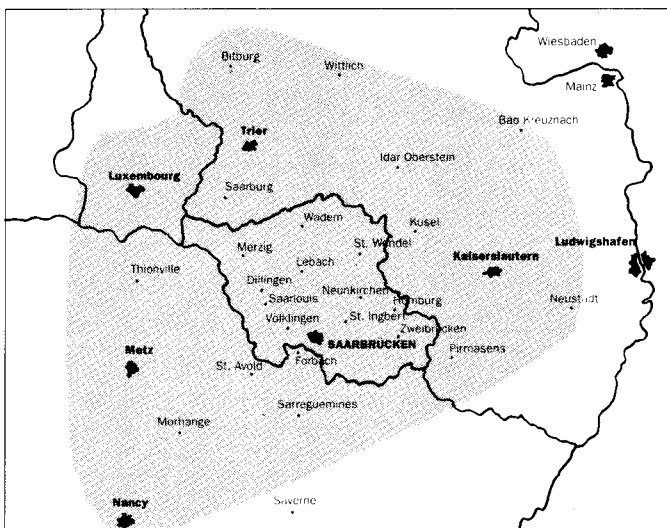 Wiesbaden
Bitburg
Wittlich
Mainz
Bad Kreuznach
Trier
Idar Oberstein
Luxembourg
Saarburg
Wadern
Kusel
Merzig
St. Wendel
Ludwigshafen
Lebach
Kaiserslautern
Thionville
Dillingen
Neunkirchen
Saarlouis
Homburg
Neustadt
Völklingen
St. Ingbert
Zweibrücken
SAARBRÜCKEN
Metz
Forbach
Pirmasens
St. Avold
Sarreguemines
Morhange
Nancy
Saverne